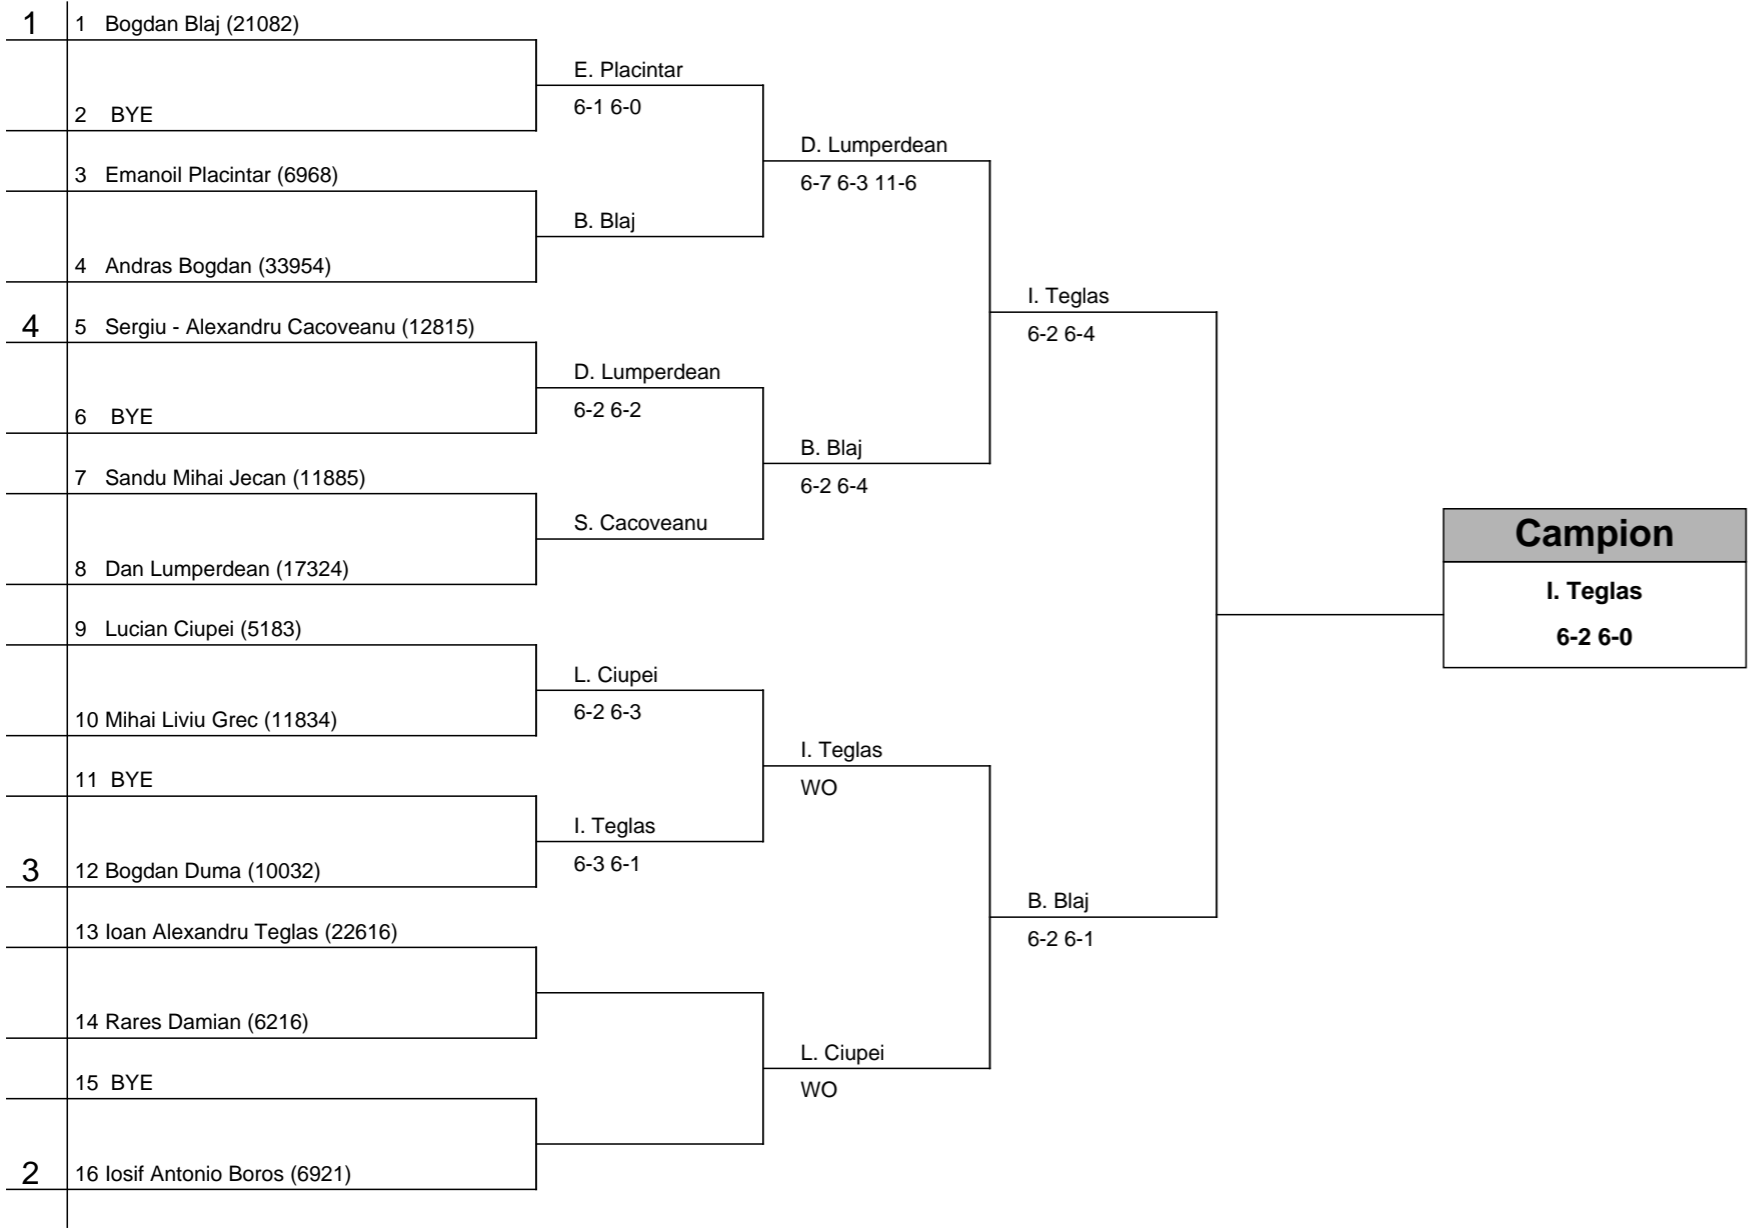 1 1 Bogdan Blaj (21082)
E. Placintar
6-1 6-0
2 BYE
D. Lumperdean
6-7 6-3 11-6
3 Emanoil Placintar (6968)
B. Blaj
4 Andras Bogdan (33954)
I. Teglas
6-2 6-4
4 5 Sergiu - Alexandru Cacoveanu (12815)
D. Lumperdean
6-2 6-2
6 BYE
B. Blaj
6-2 6-4
7 Sandu Mihai Jecan (11885)
S. Cacoveanu
8 Dan Lumperdean (17324)
Campion
I. Teglas
6-2 6-0
9 Lucian Ciupei (5183)
L. Ciupei
6-2 6-3
10 Mihai Liviu Grec (11834)
I. Teglas
WO
11 BYE
I. Teglas
6-3 6-1
3 12 Bogdan Duma (10032)
B. Blaj
6-2 6-1
13 Ioan Alexandru Teglas (22616)
14 Rares Damian (6216)
L. Ciupei
WO
15 BYE
2 16 Iosif Antonio Boros (6921)